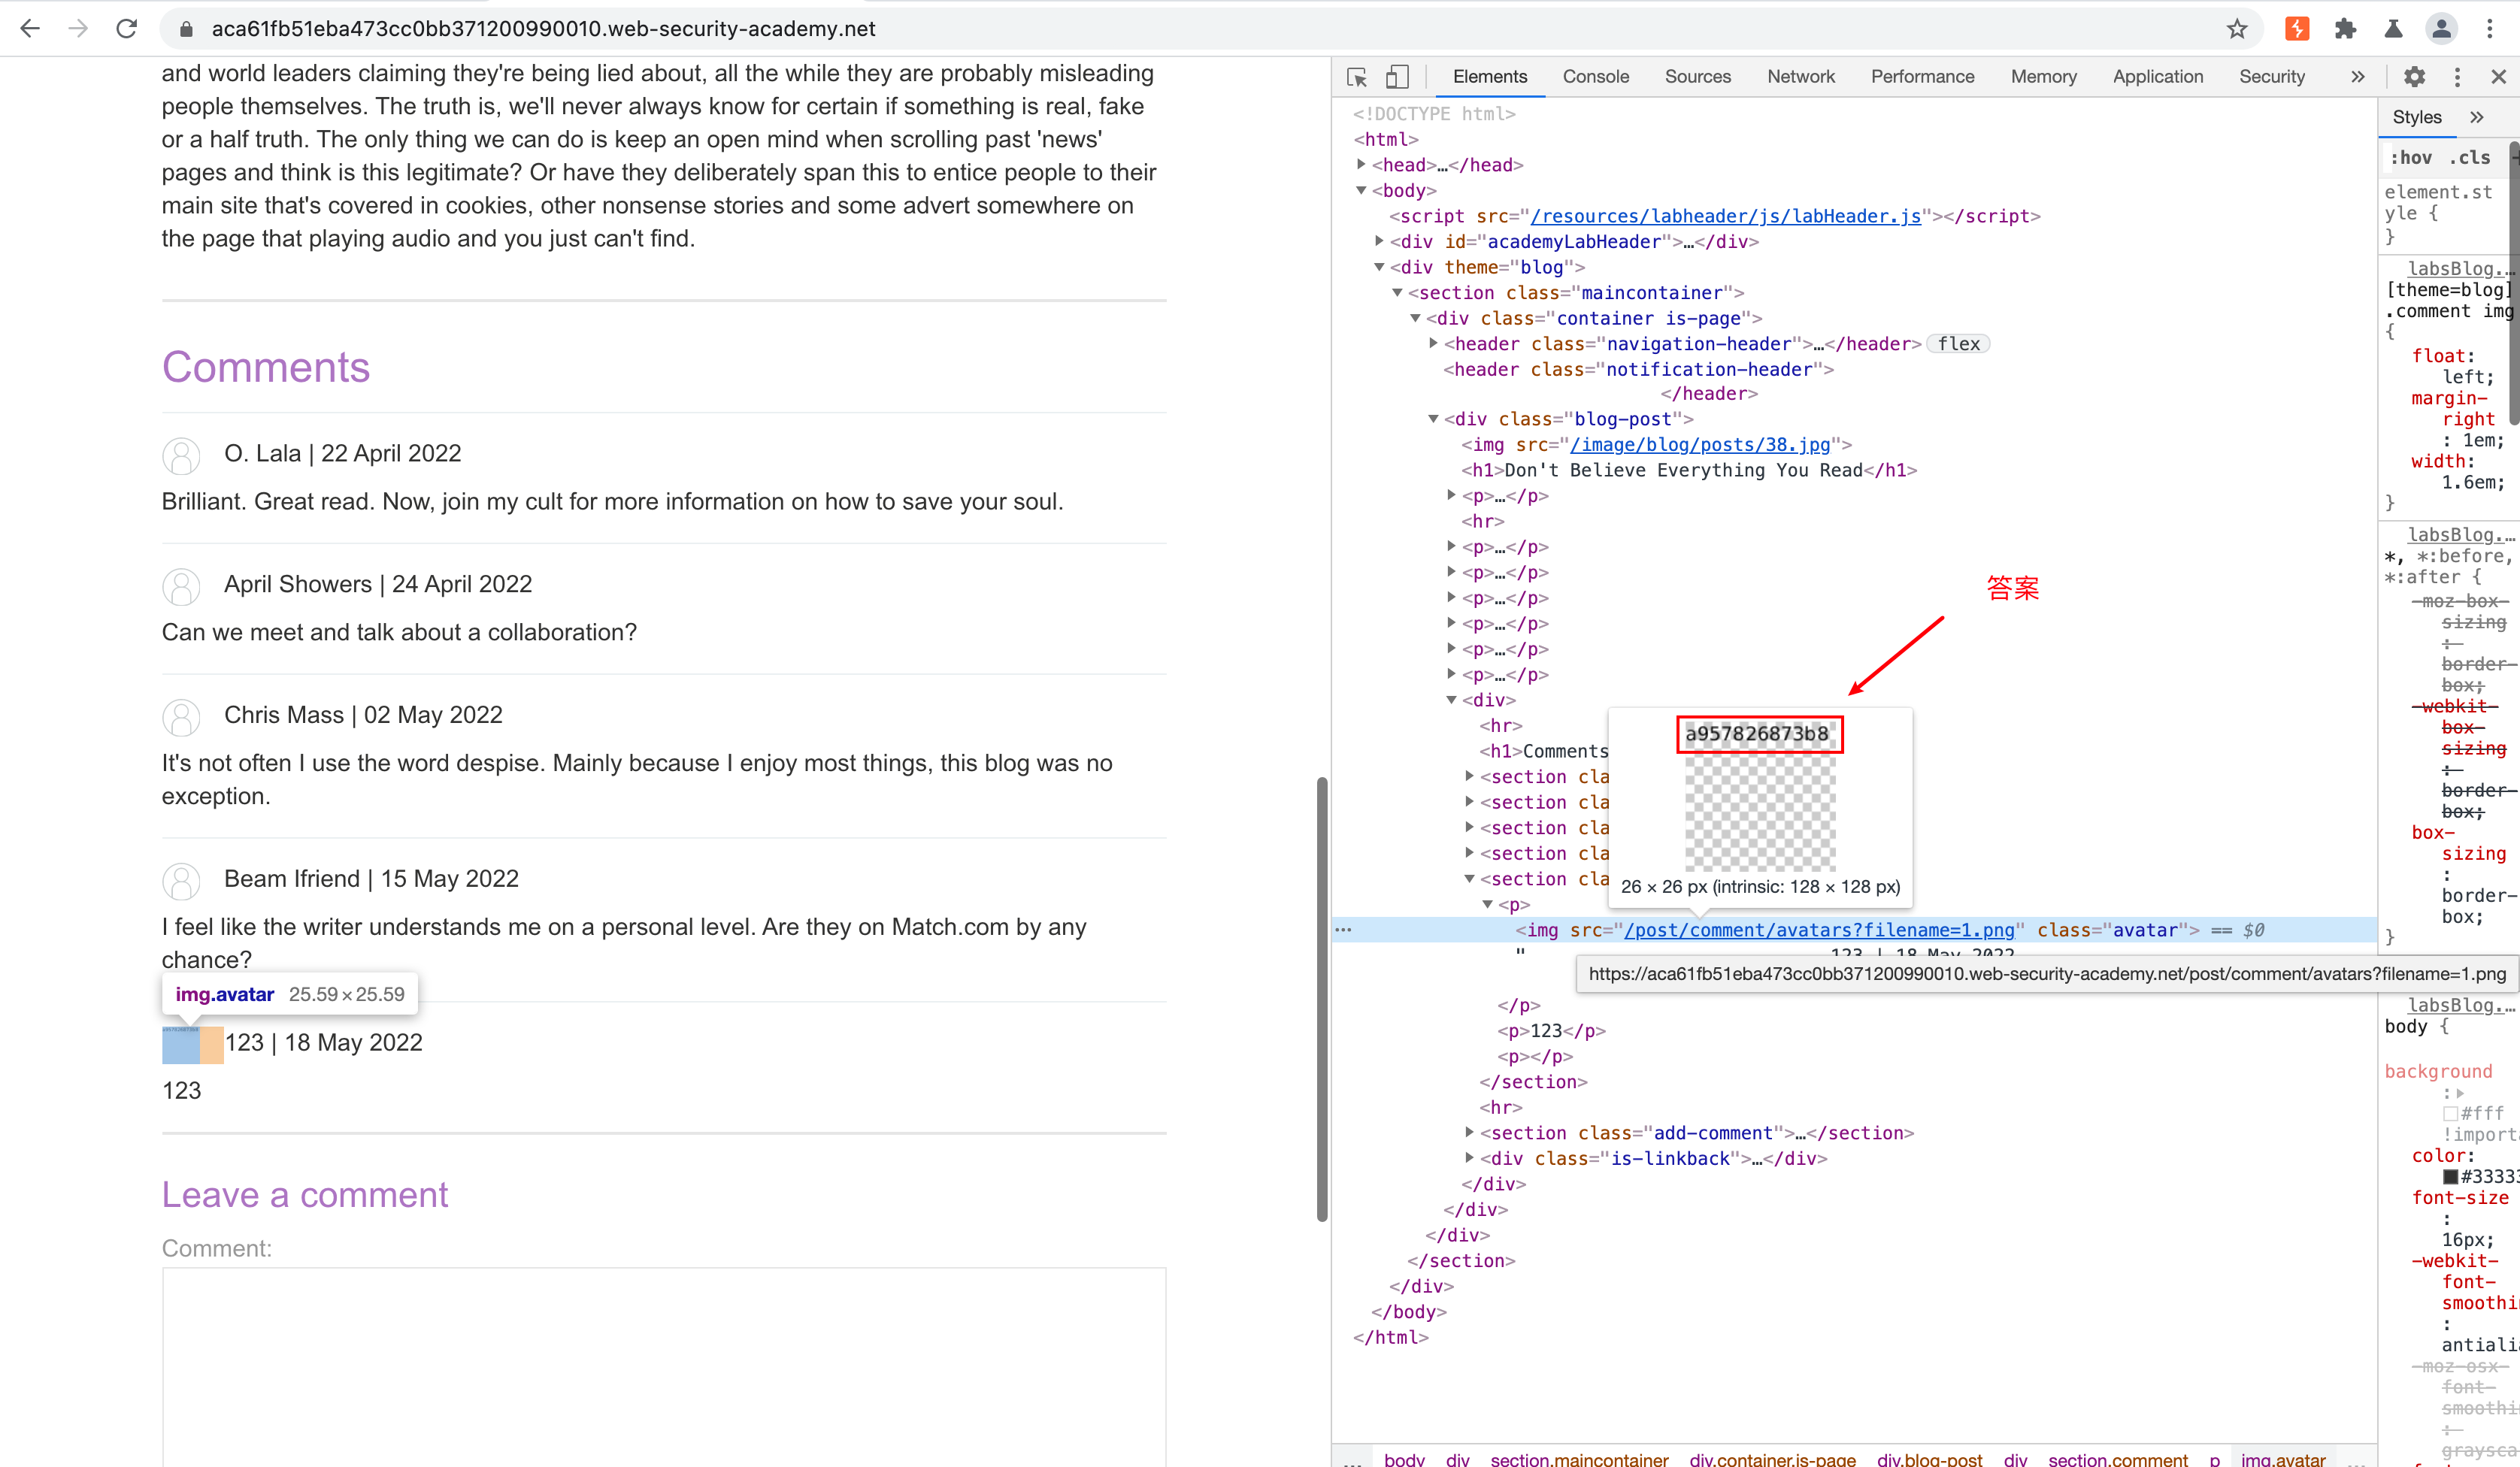 aca61fb51eba473cc0bb371200990010.web-security-academy.net
and world leaders claiming they're being lied about, all the while they are probably misleading
people themselves. The truth is, we'll never always know for certain if something is real, fake
or a half truth. The only thing we can do is keep an open mind when scrolling past 'news'
pages and think is this legitimate? Or have they deliberately span this to entice people to their
main site that's covered in cookies, other nonsense stories and some advert somewhere on
the page that playing audio and you just can't find.
Comments
O. Lala | 22 April 2022
Brilliant. Great read. Now, join my cult for more information on how to save your soul.
April Showers | 24 April 2022
Can we meet and talk about a collaboration?
Chris Mass | 02 May 2022
It's not often I use the word despise. Mainly because I enjoy most things, this blog was no
exception.
Beam Ifriend | 15 May 2022
I feel like the writer understands me on a personal level. Are they on Match.com by any
chance?
img.avatar 25.59×25.59
123 | 18 May 2022
123
Leave a comment
Comment:
Elements Console Sources Network Performance Memory Application Security »
<!DOCTYPE html>
<html>
<head>…</head>
<body>
<script src="/resources/labheader/js/labHeader.js"></script>
<div id="academyLabHeader">…</div>
<div theme="blog">
<section class="maincontainer">
<div class="container is-page">
<header class="navigation-header">…</header> flex
<header class="notification-header">
</header>
<div class="blog-post">
<img src="/image/blog/posts/38.jpg">
<h1>Don't Believe Everything You Read</h1>
<p>…</p>
<hr>
<p>…</p>
<p>…</p>
<p>…</p>
<p>…</p>
<p>…</p>
<p>…</p>
<div>
<hr>
<h1>Comments
<section cla
<section cla
<section cla
<section cla
<section cla
<p>
<img src="/post/comment/avatars?filename=1.png" class="avatar"> == $0
" 123 | 18 May 2022
</p>
<p>123</p>
<p></p>
</section>
<hr>
<section class="add-comment">…</section>
<div class="is-linkback">…</div>
</div>
</div>
</div>
</section>
</div>
</body>
</html>
答案
a957826873b8
26 × 26 px (intrinsic: 128 × 128 px)
https://aca61fb51eba473cc0bb371200990010.web-security-academy.net/post/comment/avatars?filename=1.png
… body div section.maincontainer div.container.is-page div.blog-post div section.comment p img.avatar …
Styles »
:hov .cls +
element.st
yle {
}
labsBlog.…
[theme=blog]
.comment img
{
float:
left;
margin-
right
: 1em;
width:
1.6em;
}
labsBlog.…
*, *:before,
*:after {
-moz-box-
sizing
:
border-
box;
-webkit-
box-
sizing
:
border-
box;
box-
sizing
:
border-
box;
}
labsBlog.…
body {
background
:
#fff
!import
color:
#3333
font-size
:
16px;
-webkit-
font-
smoothi
:
antiali
-moz-osx-
font-
smoothi
:
graysca